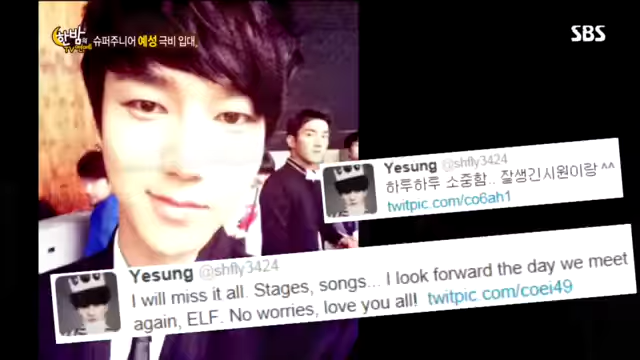 한밤의
TV연예
슈퍼주니어 예성 극비 입대,
SBS
Yesung @shfly3424
하루하루 소중함.. 잘생긴시원이랑 ^^
twitpic.com/co6ah1
Yesung @shfly3424
I will miss it all. Stages, songs... I look forward the day we meet
again, ELF. No worries, love you all! twitpic com/coei49